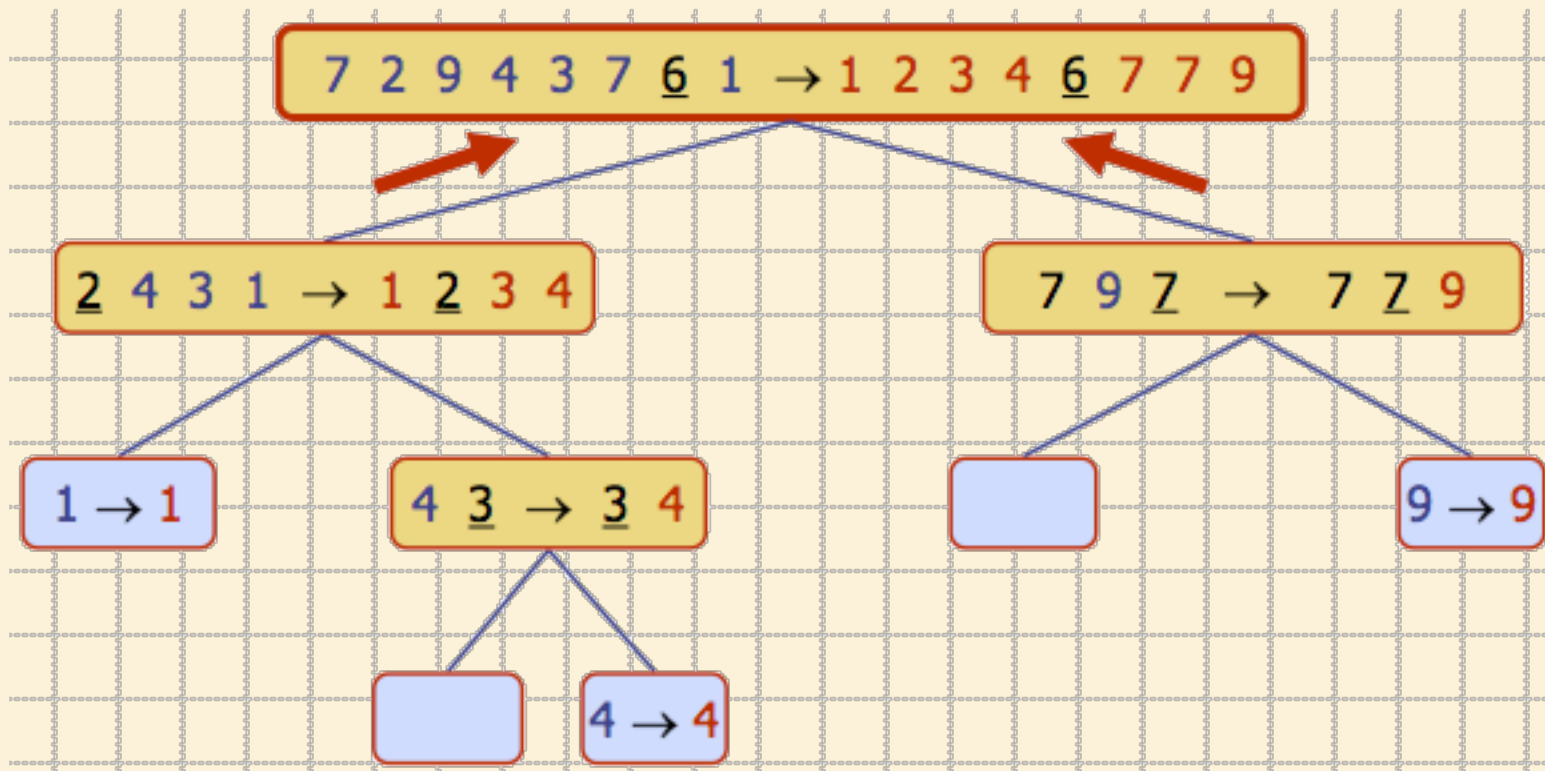 7 2 9 4 3 7 6 1 → 1 2 3 4 6 7 7 9
2 4 3 1 → 1 2 3 4
7 9 7 → 7 7 9
1 → 1
4 3 → 3 4
9 → 9
4 → 4